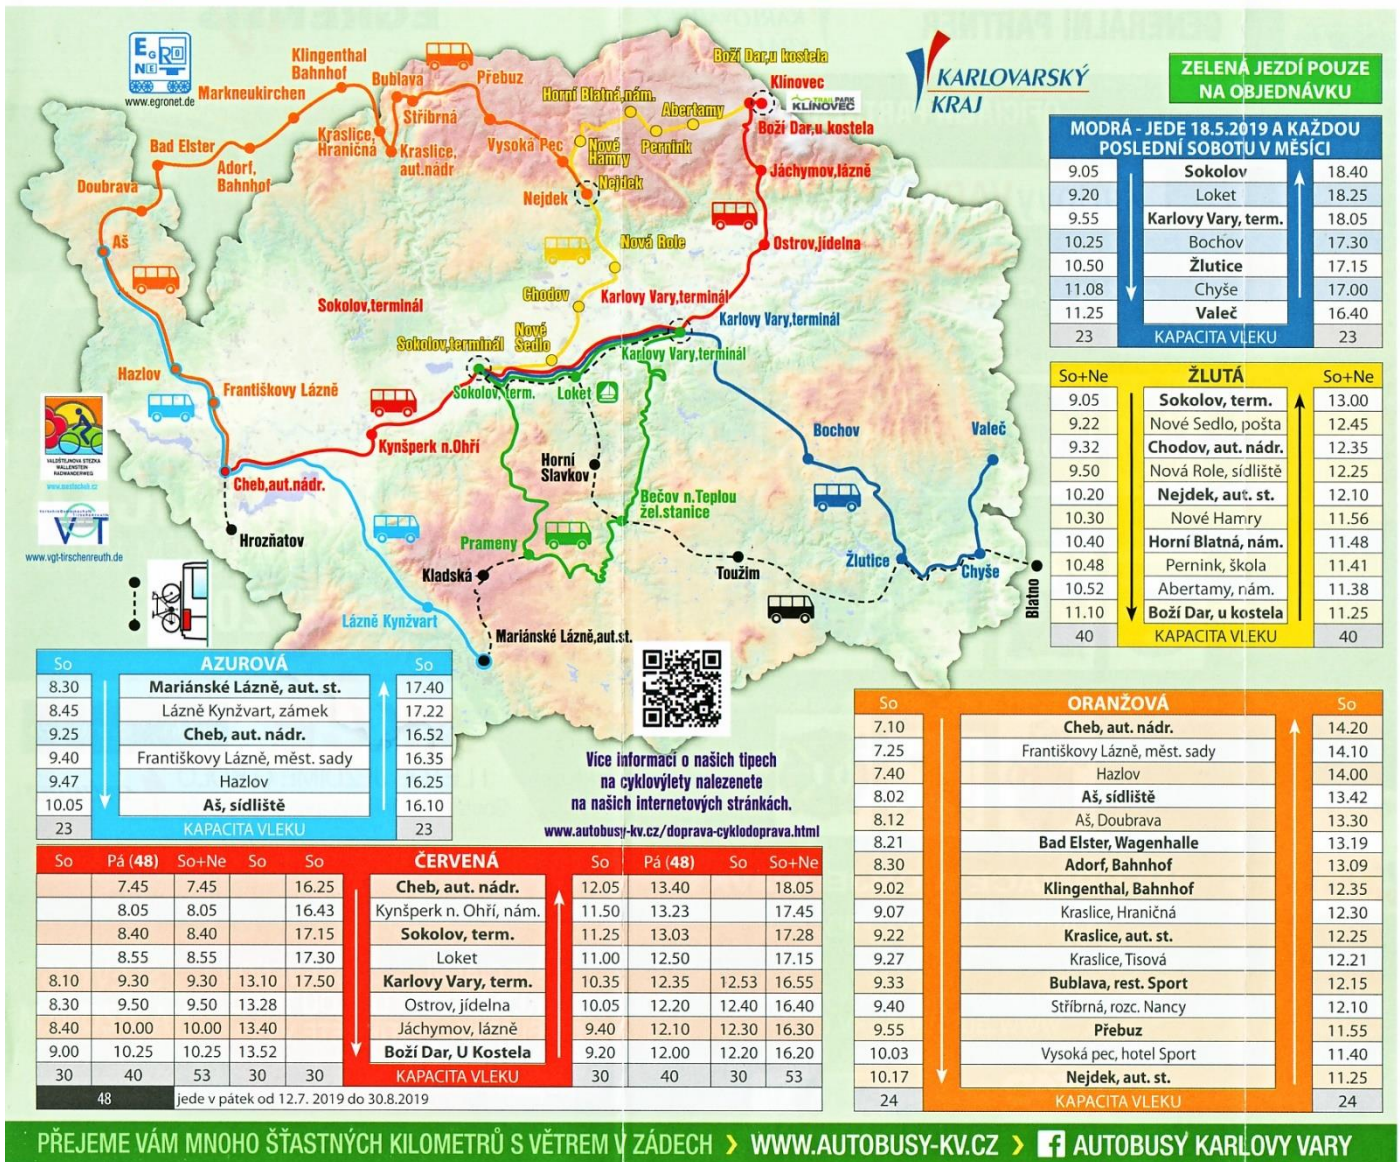 EGRONET
www.egronet.de
Klingenthal
Bahnhof
Markneukirchen
Bublava
Přebuz
Stříbrná
Kraslice,
Hraničná
Kraslice,
aut.nádr
Bad Elster
Adorf,
Bahnhof
Doubrava
Vysoká Pec
Nejdek
Aš
Hazlov
Františkovy Lázně
Boží Dar,u kostela
Horní Blatná,nám.
Abertamy
Pernink
Nové
Hamry
Nejdek
Nová Role
Chodov
Nové
Sedlo
Sokolov,terminál
Klínovec
TRAIL PARK
KLÍNOVEC
Boží Dar,u kostela
Jáchymov,lázně
Ostrov,jídelna
Karlovy Vary,terminál
Sokolov,terminál
Kynšperk n.Ohří
Cheb,aut.nádr.
Karlovy Vary,terminál
Karlovy Vary,terminál
Sokolov, term.
Loket
Bochov
Valeč
Žlutice
Chyše
Horní
Slavkov
Bečov n.Teplou
žel.stanice
Prameny
Kladská
Toužim
Blatno
Hrozňatov
Lázně Kynžvart
Mariánské Lázně,aut.st.
VALDŠTEJNOVA STEZKA
WALLENSTEIN
RADWANDERWEG
VGT
www.vgt-tirschenreuth.de
KARLOVARSKÝ
KRAJ
ZELENÁ JEZDÍ POUZE
NA OBJEDNÁVKU
MODRÁ - JEDE 18.5.2019 A KAŽDOU
POSLEDNÍ SOBOTU V MĚSÍCI
9.05 Sokolov 18.40
9.20 Loket 18.25
9.55 Karlovy Vary, term. 18.05
10.25 Bochov 17.30
10.50 Žlutice 17.15
11.08 Chyše 17.00
11.25 Valeč 16.40
23 KAPACITA VLEKU 23
So+Ne ŽLUTÁ So+Ne
9.05 Sokolov, term. 13.00
9.22 Nové Sedlo, pošta 12.45
9.32 Chodov, aut. nádr. 12.35
9.50 Nová Role, sídliště 12.25
10.20 Nejdek, aut. st. 12.10
10.30 Nové Hamry 11.56
10.40 Horní Blatná, nám. 11.48
10.48 Pernink, škola 11.41
10.52 Abertamy, nám. 11.38
11.10 Boží Dar, u kostela 11.25
40 KAPACITA VLEKU 40
So AZUROVÁ So
8.30 Mariánské Lázně, aut. st. 17.40
8.45 Lázně Kynžvart, zámek 17.22
9.25 Cheb, aut. nádr. 16.52
9.40 Františkovy Lázně, měst. sady 16.35
9.47 Hazlov 16.25
10.05 Aš, sídliště 16.10
23 KAPACITA VLEKU 23
Více informací o našich tipech
na cyklovýlety nalezenete
na našich internetových stránkách.
www.autobusy-kv.cz/doprava-cyklodoprava.html
So Pá (48) So+Ne So So ČERVENÁ So Pá (48) So So+Ne
7.45 7.45 16.25 Cheb, aut. nádr. 12.05 13.40 18.05
8.05 8.05 16.43 Kynšperk n. Ohří, nám. 11.50 13.23 17.45
8.40 8.40 17.15 Sokolov, term. 11.25 13.03 17.28
8.55 8.55 17.30 Loket 11.00 12.50 17.15
8.10 9.30 9.30 13.10 17.50 Karlovy Vary, term. 10.35 12.35 12.53 16.55
8.30 9.50 9.50 13.28 Ostrov, jídelna 10.05 12.20 12.40 16.40
8.40 10.00 10.00 13.40 Jáchymov, lázně 9.40 12.10 12.30 16.30
9.00 10.25 10.25 13.52 Boží Dar, U Kostela 9.20 12.00 12.20 16.20
30 40 53 30 30 KAPACITA VLEKU 30 40 30 53
48 jede v pátek od 12.7. 2019 do 30.8.2019
So ORANŽOVÁ So
7.10 Cheb, aut. nádr. 14.20
7.25 Františkovy Lázně, měst. sady 14.10
7.40 Hazlov 14.00
8.02 Aš, sídliště 13.42
8.12 Aš, Doubrava 13.30
8.21 Bad Elster, Wagenhalle 13.19
8.30 Adorf, Bahnhof 13.09
9.02 Klingenthal, Bahnhof 12.35
9.07 Kraslice, Hraničná 12.30
9.22 Kraslice, aut. st. 12.25
9.27 Kraslice, Tisová 12.21
9.33 Bublava, rest. Sport 12.15
9.40 Stříbrná, rozc. Nancy 12.10
9.55 Přebuz 11.55
10.03 Vysoká pec, hotel Sport 11.40
10.17 Nejdek, aut. st. 11.25
24 KAPACITA VLEKU 24
PŘEJEME VÁM MNOHO ŠŤASTNÝCH KILOMETRŮ S VĚTREM V ZÁDECH > WWW.AUTOBUSY-KV.CZ > f AUTOBUSY KARLOVY VARY